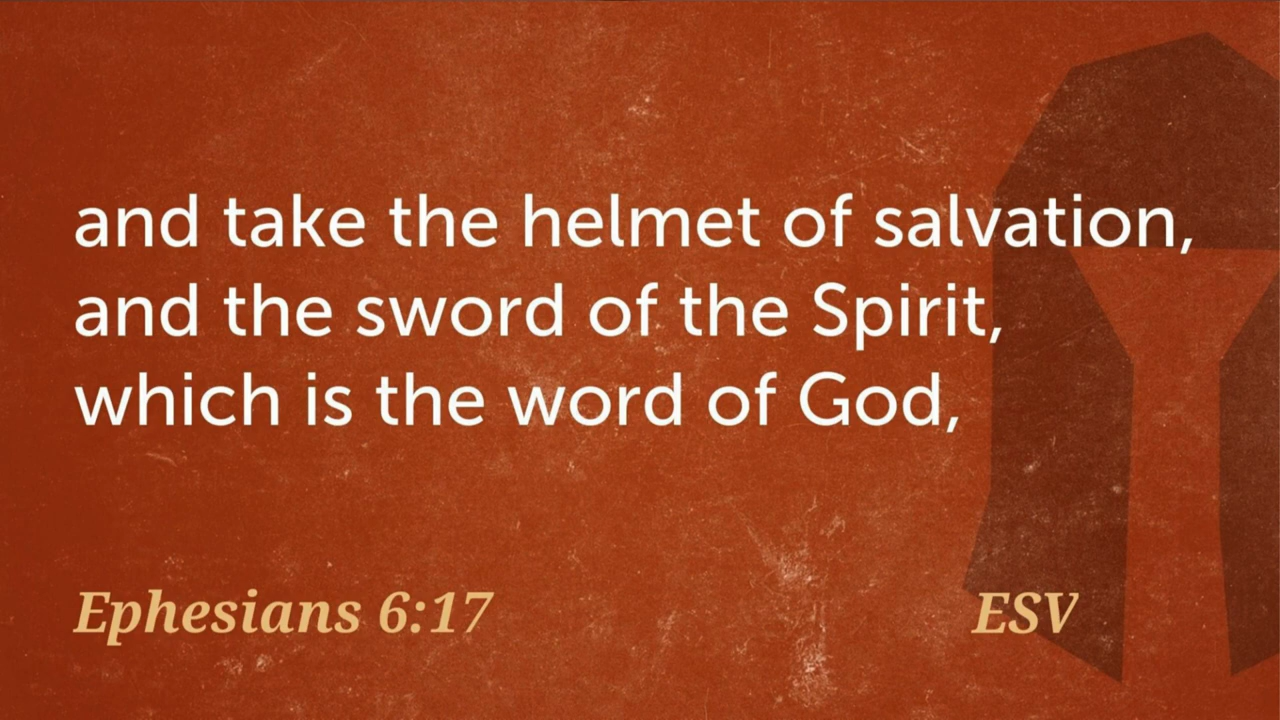 and take the helmet of salvation,
and the sword of the Spirit,
which is the word of God,
Ephesians 6:17 ESV